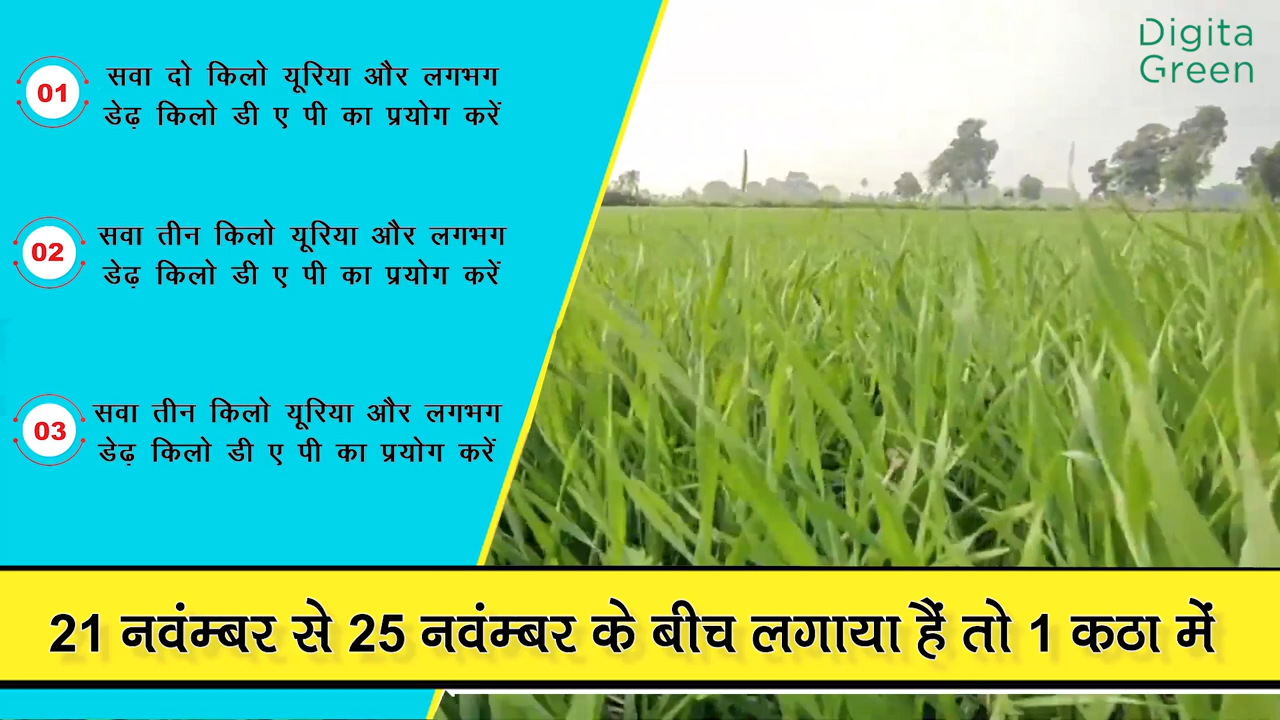 Digita
Green
01
सवा दो किलो यूरिया और लगभग
डेढ़ किलो डी ए पी का प्रयोग करें
02
सवा तीन किलो यूरिया और लगभग
डेढ़ किलो डी ए पी का प्रयोग करें
03
सवा तीन किलो यूरिया और लगभग
डेढ़ किलो डी ए पी का प्रयोग करें
21 नवंम्बर से 25 नवंम्बर के बीच लगाया हैं तो 1 कठा में